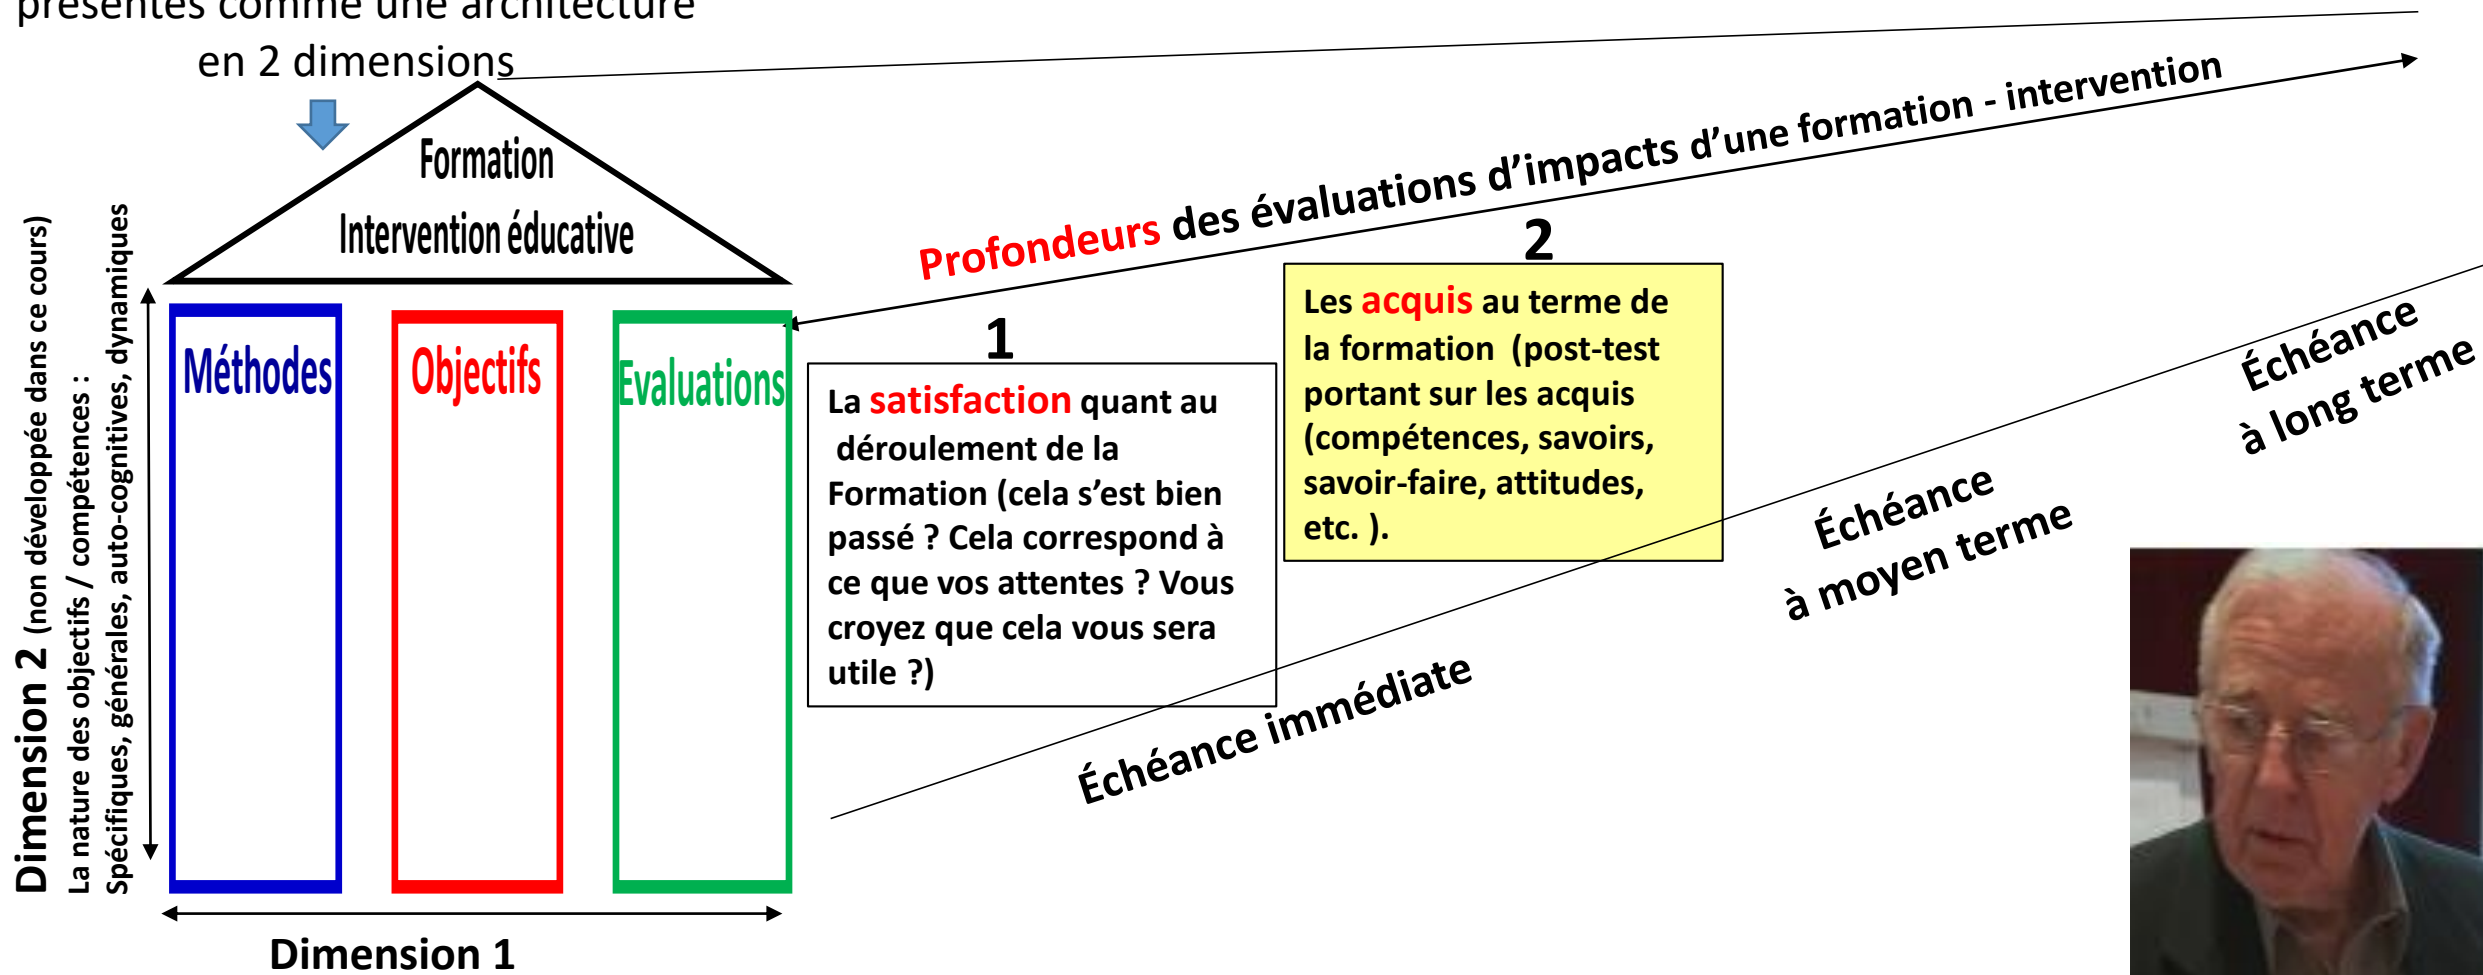 présentés comme une architecture
en 2 dimensions
Formation
Intervention éducative
Profondeurs des évaluations d’impacts d’une formation - intervention
Dimension 2 (non développée dans ce cours)
La nature des objectifs / compétences :
Spécifiques, générales, auto-cognitives, dynamiques
Méthodes
Objectifs
Evaluations
1
La satisfaction quant au
déroulement de la
Formation (cela s’est bien
passé ? Cela correspond à
ce que vos attentes ? Vous
croyez que cela vous sera
utile ?)
2
Les acquis au terme de
la formation (post-test
portant sur les acquis
(compétences, savoirs,
savoir-faire, attitudes,
etc. ).
Échéance immédiate
Échéance
à moyen terme
Échéance
à long terme
Dimension 1